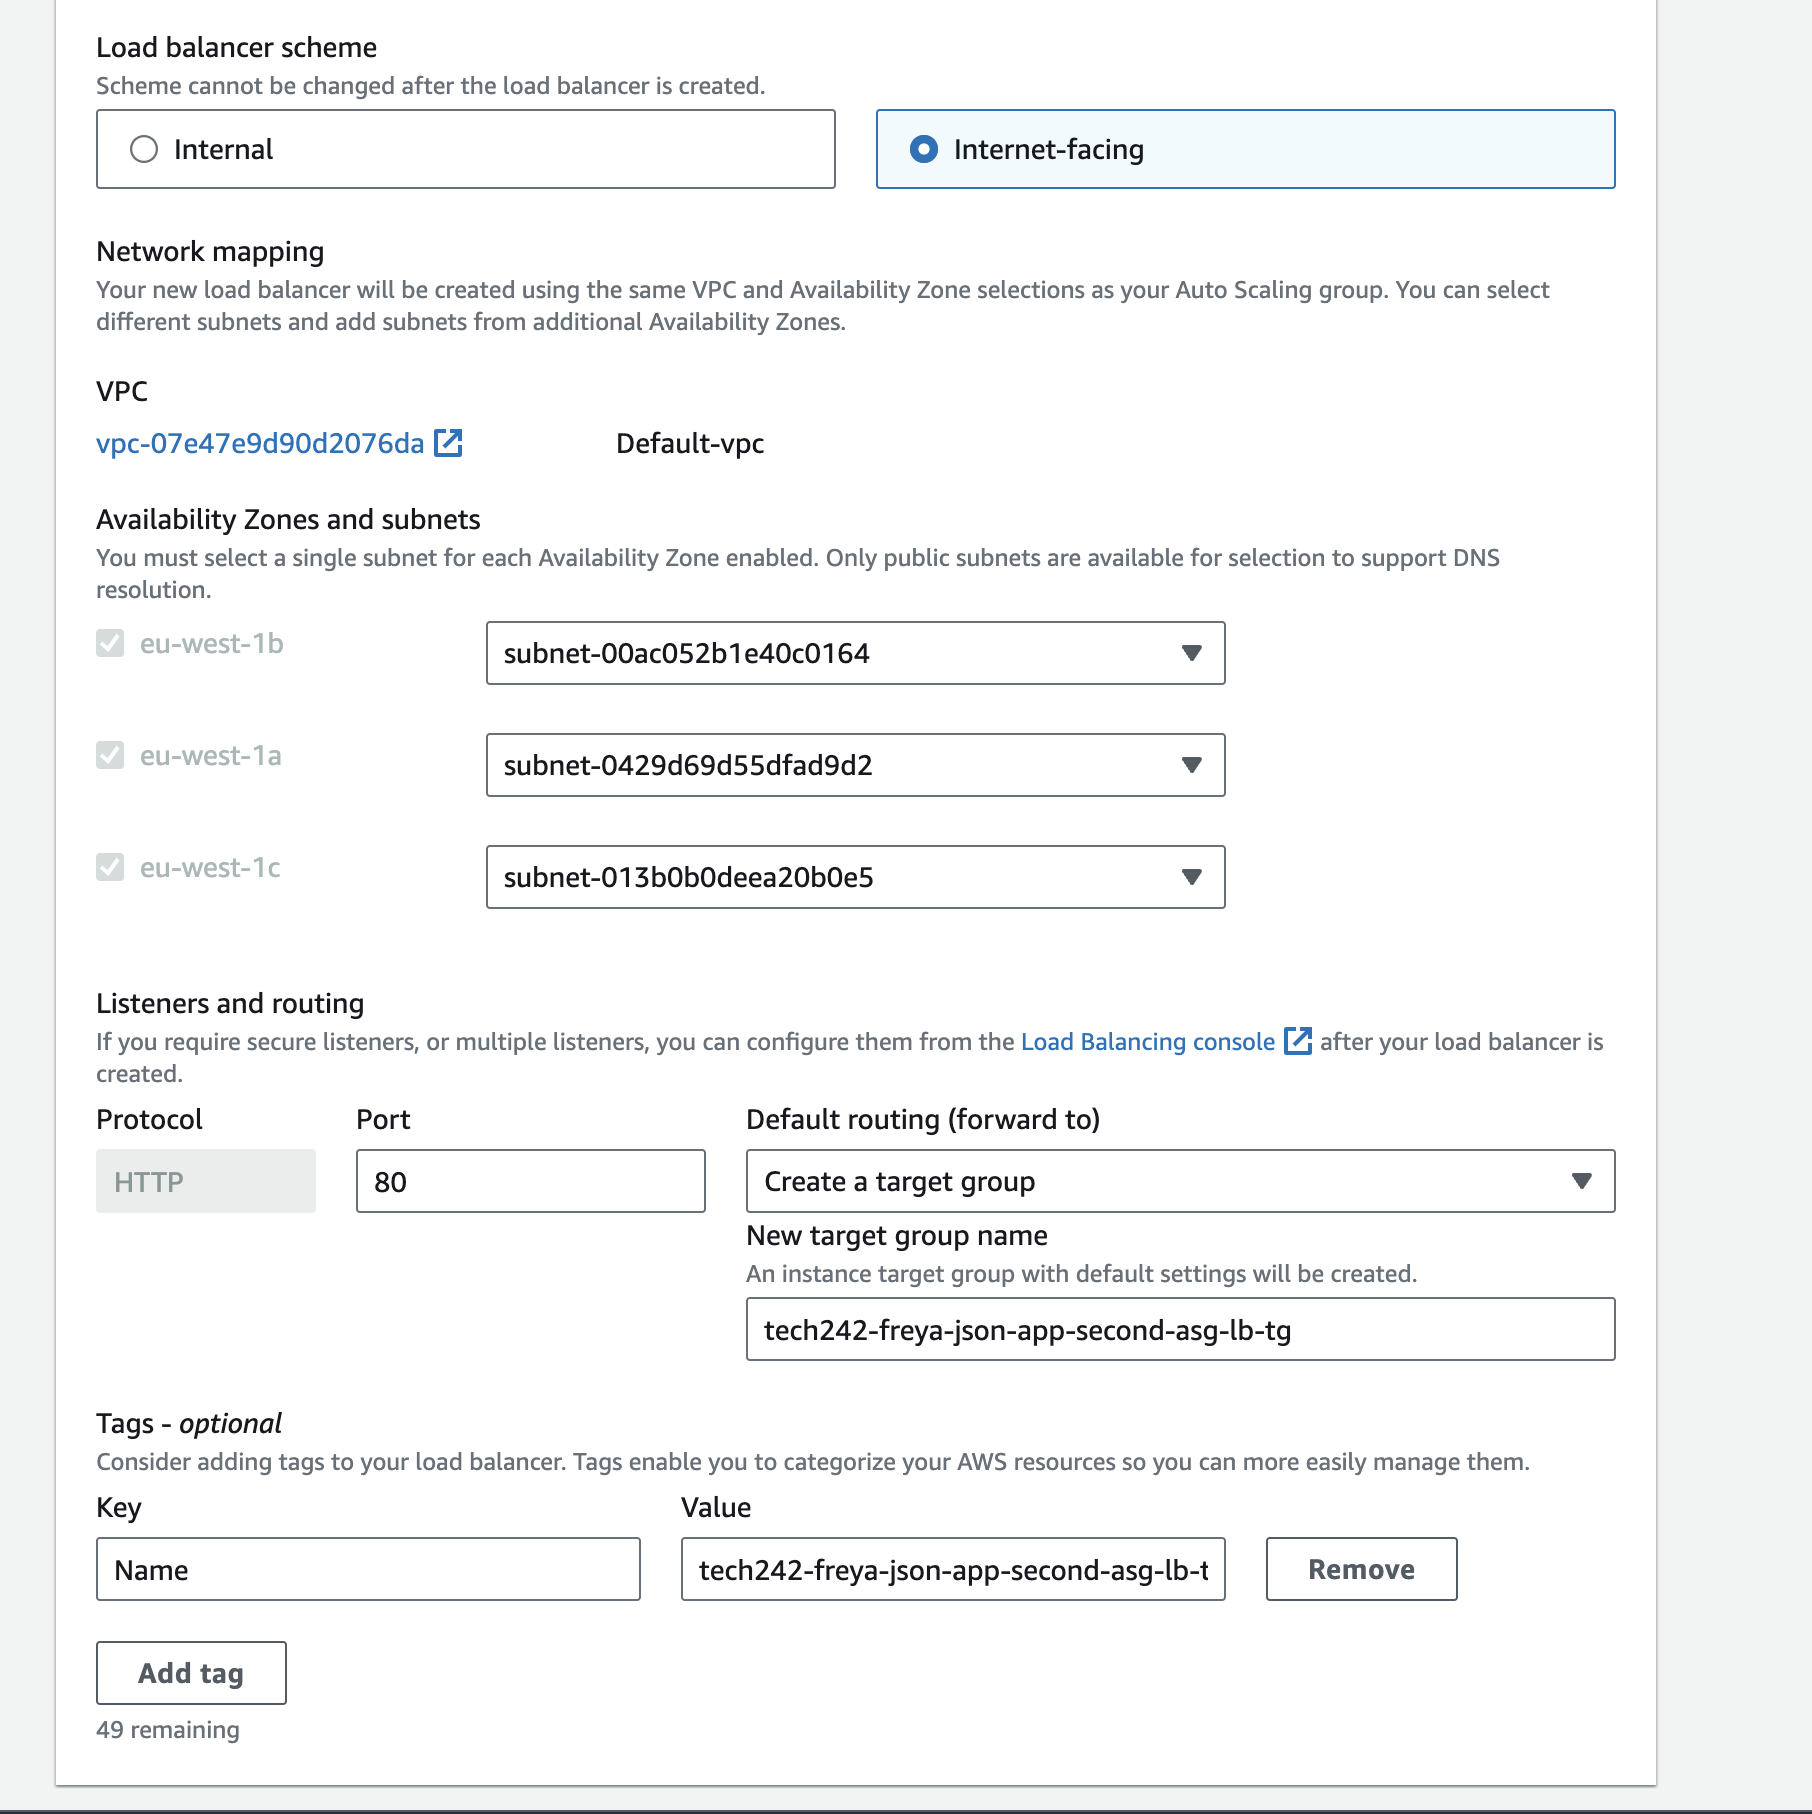 Load balancer scheme
Scheme cannot be changed after the load balancer is created.
Internal
Internet-facing
Network mapping
Your new load balancer will be created using the same VPC and Availability Zone selections as your Auto Scaling group. You can select
different subnets and add subnets from additional Availability Zones.
VPC
vpc-07e47e9d90d2076da
Default-vpc
Availability Zones and subnets
You must select a single subnet for each Availability Zone enabled. Only public subnets are available for selection to support DNS
resolution.
eu-west-1b
subnet-00ac052b1e40c0164
eu-west-1a
subnet-0429d69d55dfad9d2
eu-west-1c
subnet-013b0b0deea20b0e5
Listeners and routing
If you require secure listeners, or multiple listeners, you can configure them from the Load Balancing console after your load balancer is
created.
Protocol
Port
Default routing (forward to)
HTTP
80
Create a target group
New target group name
An instance target group with default settings will be created.
tech242-freya-json-app-second-asg-lb-tg
Tags - optional
Consider adding tags to your load balancer. Tags enable you to categorize your AWS resources so you can more easily manage them.
Key
Value
Name
tech242-freya-json-app-second-asg-lb-t
Remove
Add tag
49 remaining